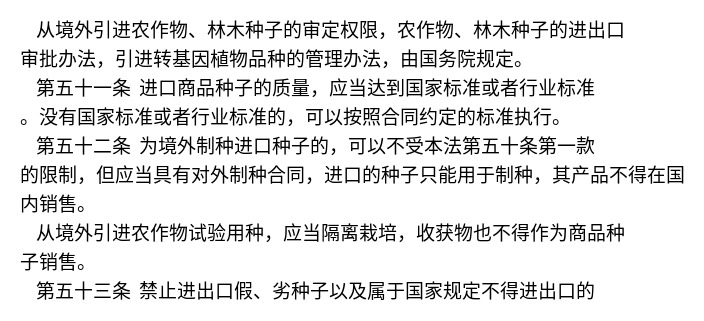 从境外引进农作物、林木种子的审定权限，农作物、林木种子的进出口
审批办法，引进转基因植物品种的管理办法，由国务院规定。
第五十一条 进口商品种子的质量，应当达到国家标准或者行业标准
。没有国家标准或者行业标准的，可以按照合同约定的标准执行。
第五十二条 为境外制种进口种子的，可以不受本法第五十条第一款
的限制，但应当具有对外制种合同，进口的种子只能用于制种，其产品不得在国
内销售。
从境外引进农作物试验用种，应当隔离栽培，收获物也不得作为商品种
子销售。
第五十三条 禁止进出口假、劣种子以及属于国家规定不得进出口的